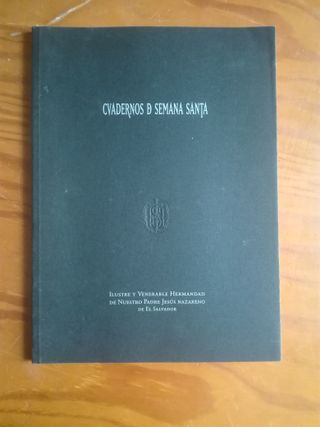 CVADERNOS D SEMANA SANTA
ILUSTRE Y VENERABLE HERMANDAD
DE NUESTRO PADRE JESÚS NAZARENO
DE EL SALVADOR